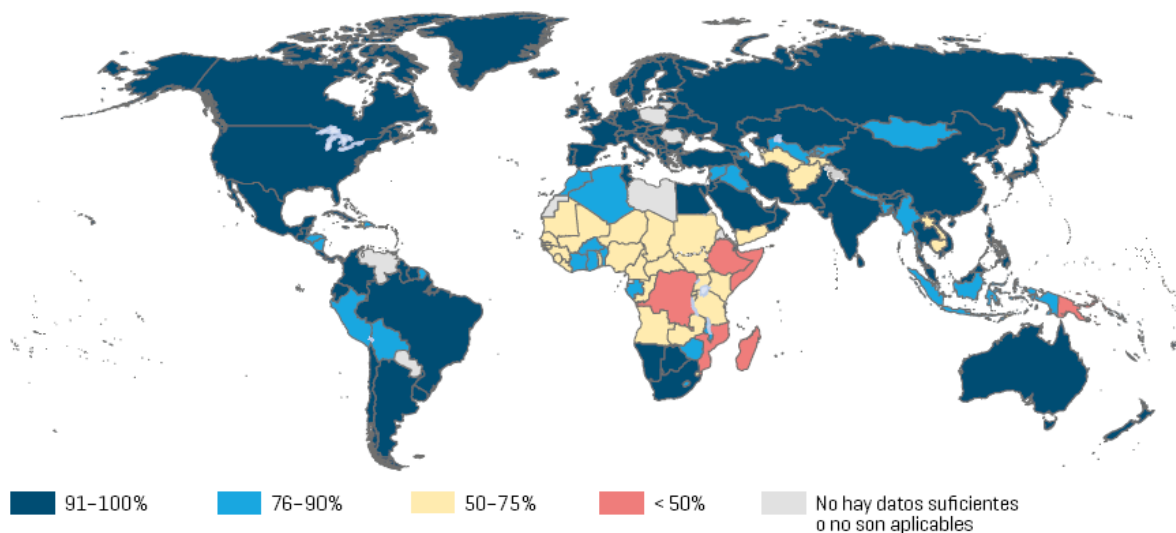 91–100%
76–90%
50–75%
< 50%
No hay datos suficientes
o no son aplicables